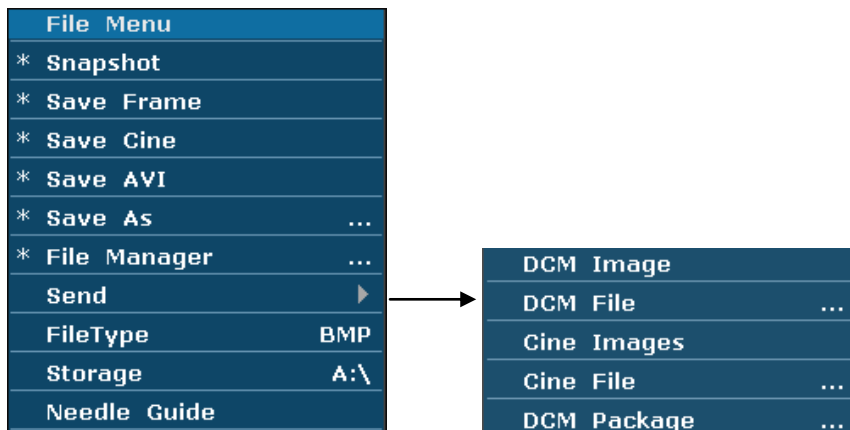 File Menu
* Snapshot
* Save Frame
* Save Cine
* Save AVI
* Save As ...
* File Manager ...
Send
FileType BMP
Storage A:\
Needle Guide
DCM Image
DCM File ...
Cine Images
Cine File ...
DCM Package ...